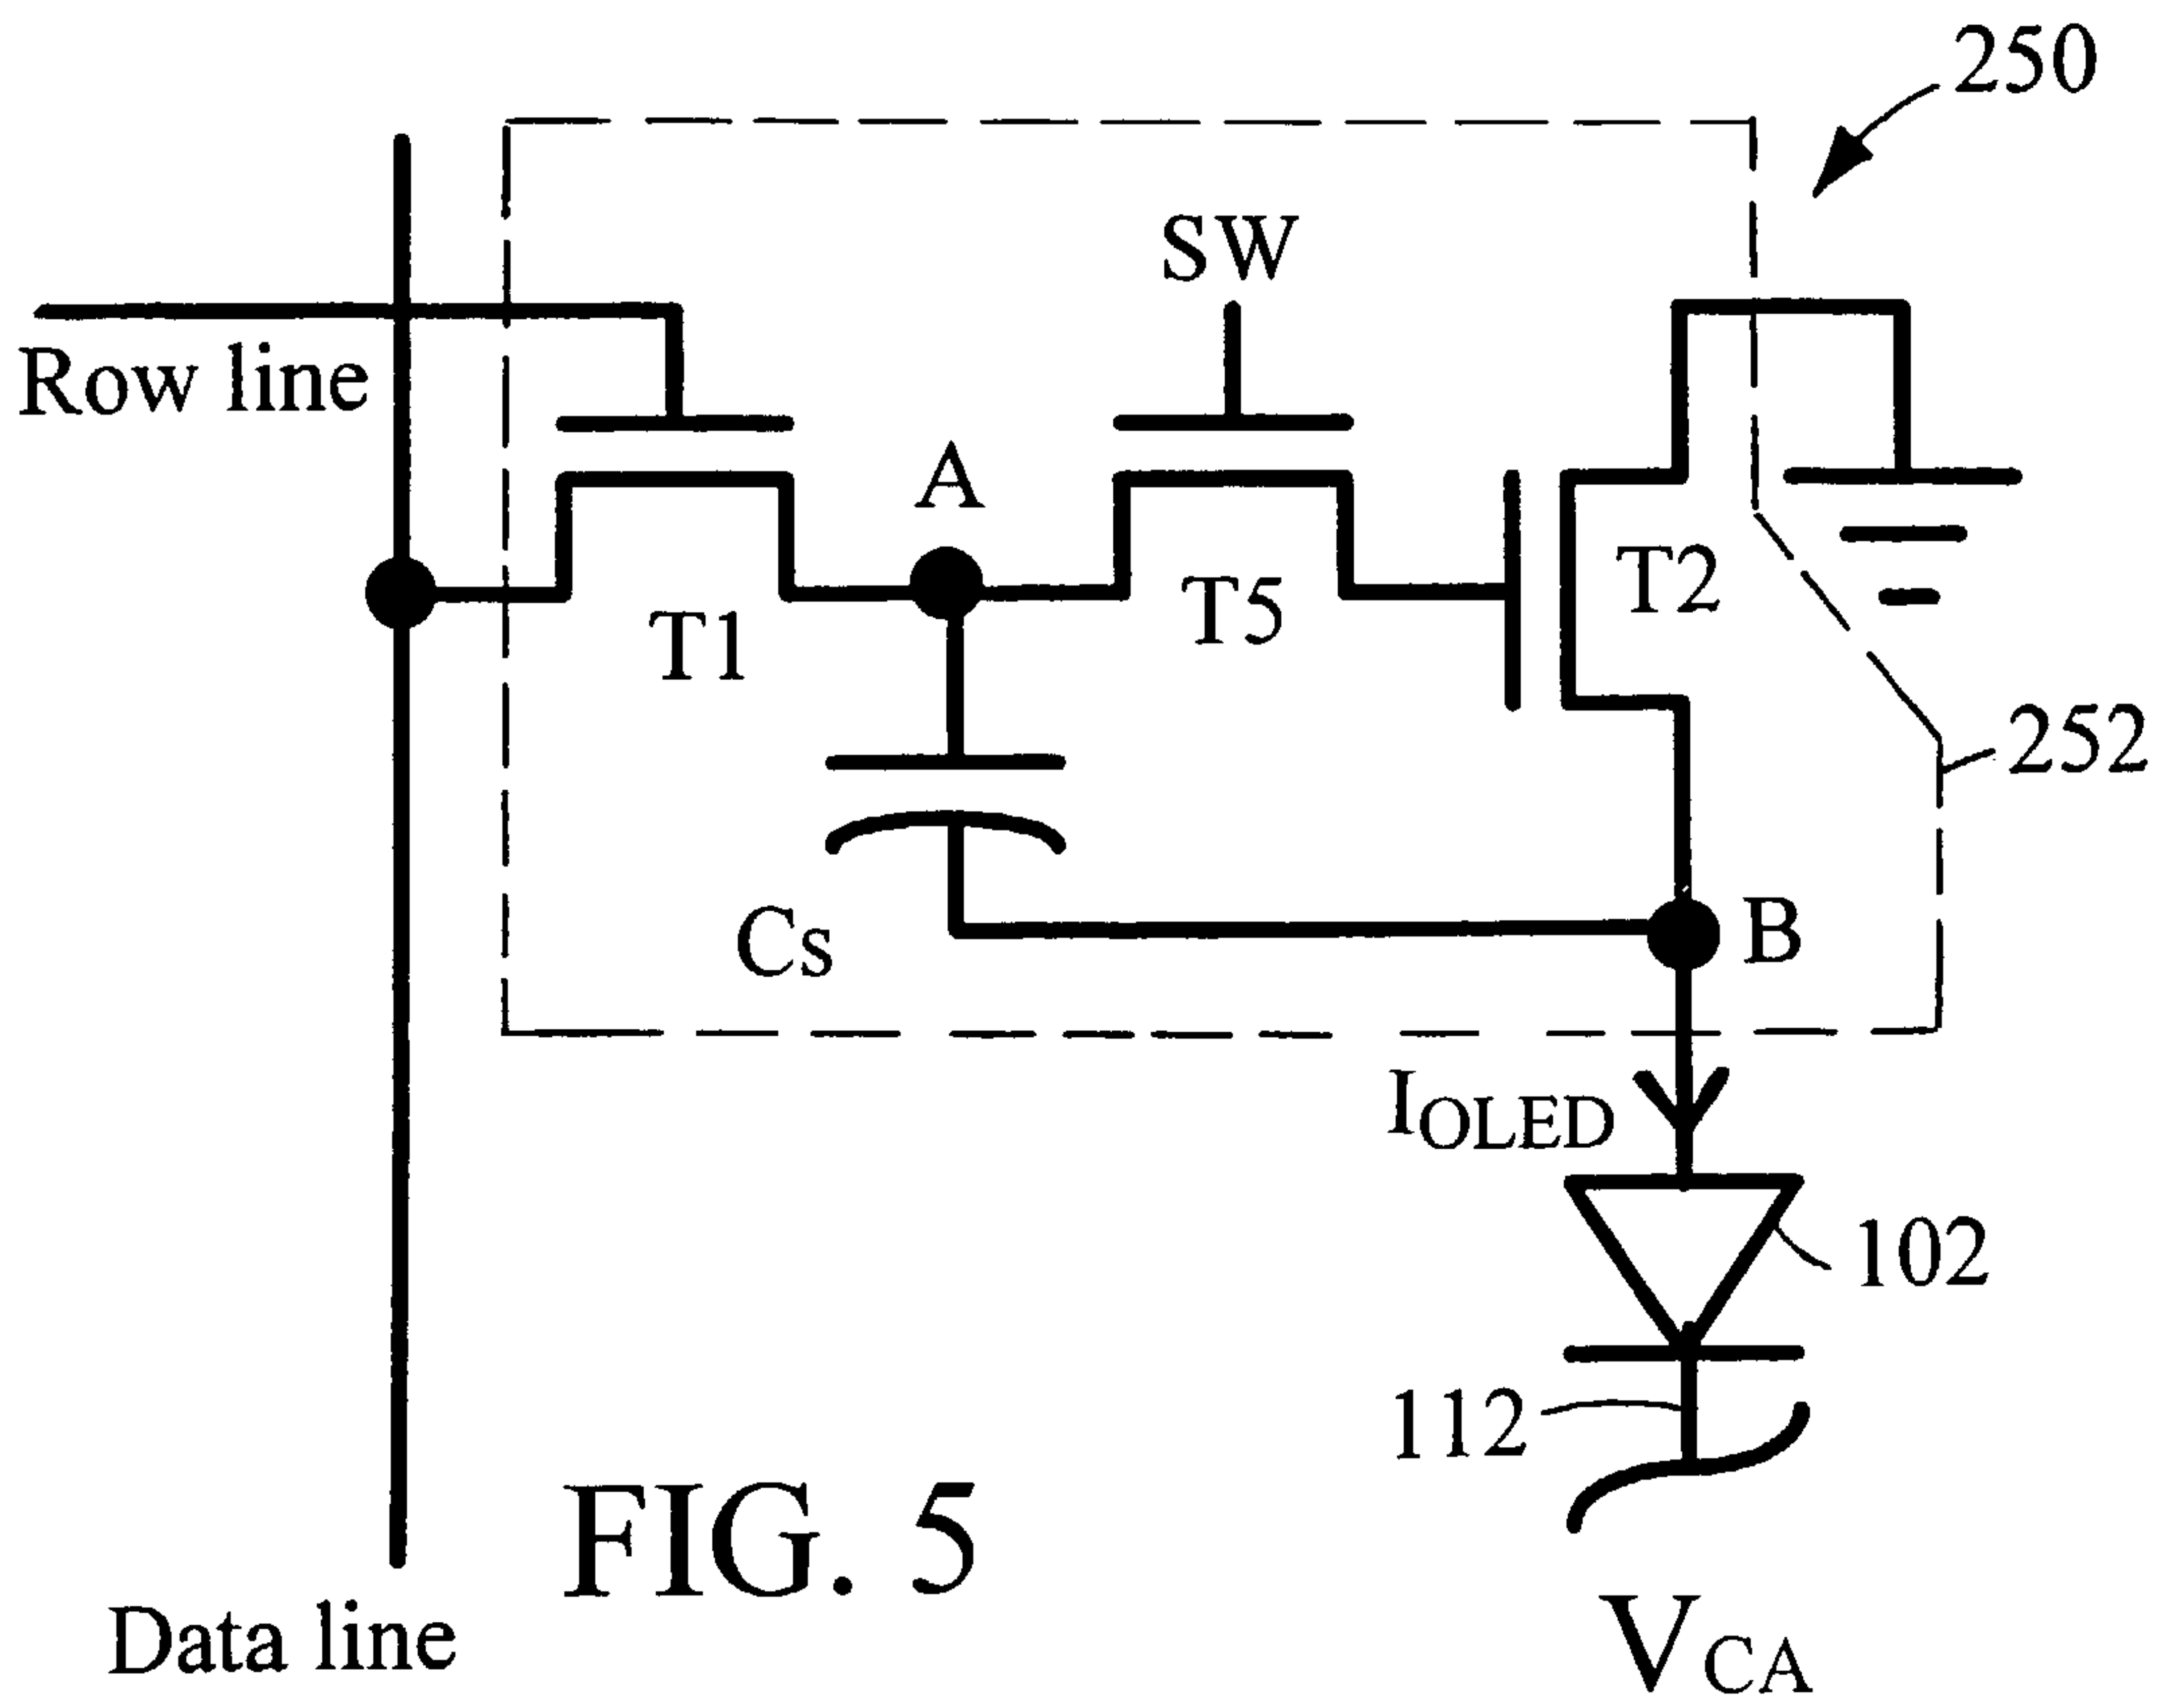 250
SW
Row line
A
T1
T5
T2
252
Cs
B
IOLED
102
112
FIG. 5
Data line
VCA